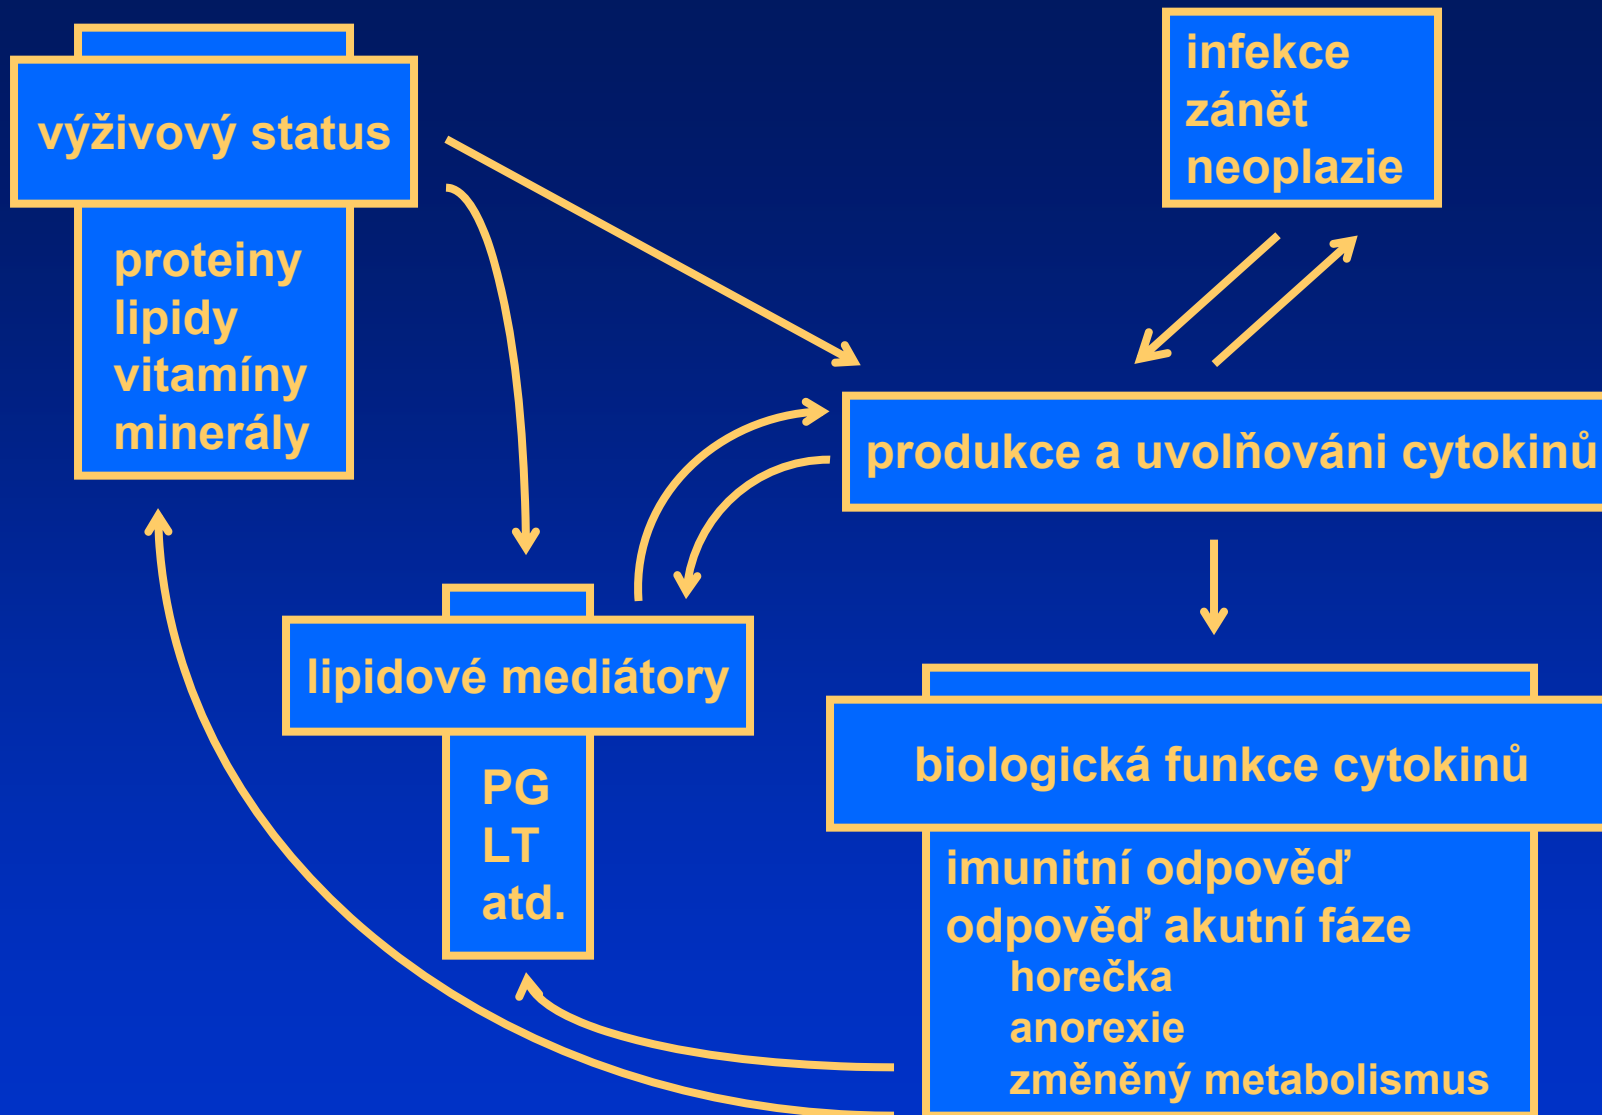 výživový status
proteiny
lipidy
vitamíny
minerály
infekce
zánět
neoplazie
produkce a uvolňováni cytokinů
lipidové mediátory
PG
LT
atd.
biologická funkce cytokinů
imunitní odpověď
odpověď akutní fáze
horečka
anorexie
změněný metabolismus